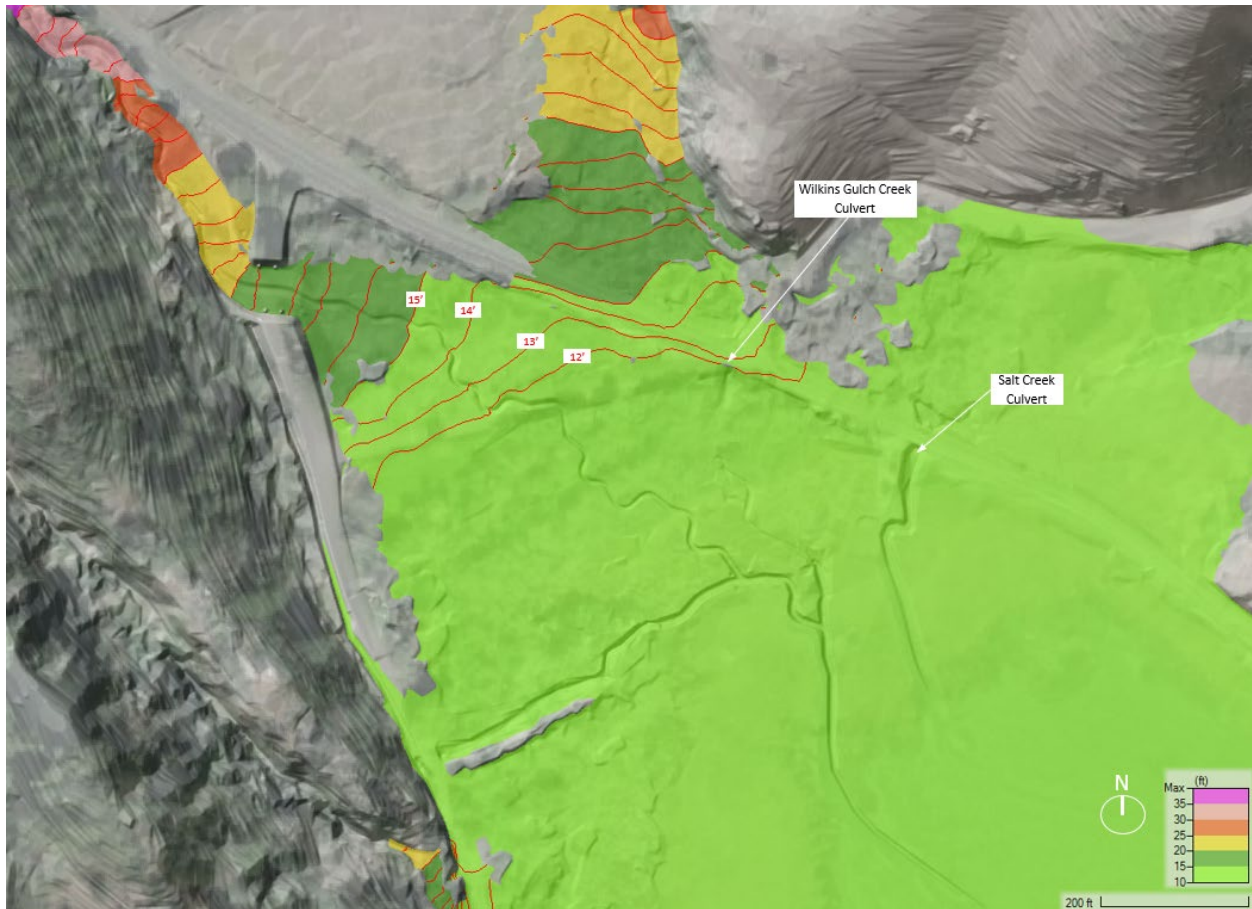 Wilkins Gulch Creek
Culvert
15'
14'
13'
12'
Salt Creek
Culvert
N
(ft)
Max
35
30
25
20
15
10
200 ft